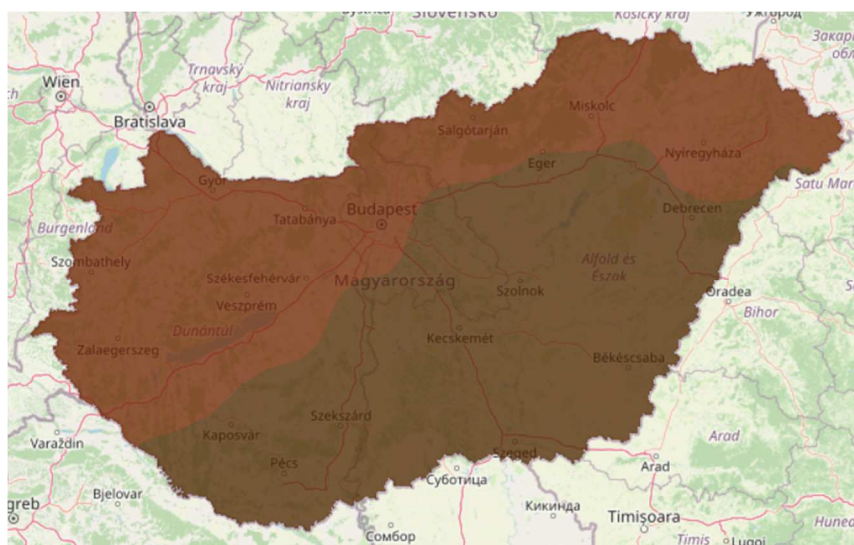 Slovensko
Košický kraj
Ужгород
Закарп
обл
Wien
Trnavský
kraj
Nitriansky
kraj
Bratislava
Salgótarján
Miskolc
Eger
Nyíregyháza
Győr
Tatabánya
Budapest
Debrecen
Satu Mar
Burgenland
Szombathely
Székesfehérvár
Magyarország
Veszprém
Szolnok
Alföld és
Észak
Oradea
Bihor
Dunántúl
Zalaegerszeg
Kecskemét
Békéscsaba
Kaposvár
Szekszárd
Varaždin
Pécs
Szeged
Arad
Arad
Суботица
Bjelovar
greb
Кикинда
Timișoara
Сомбор
Timiș
Lugoj
Huned